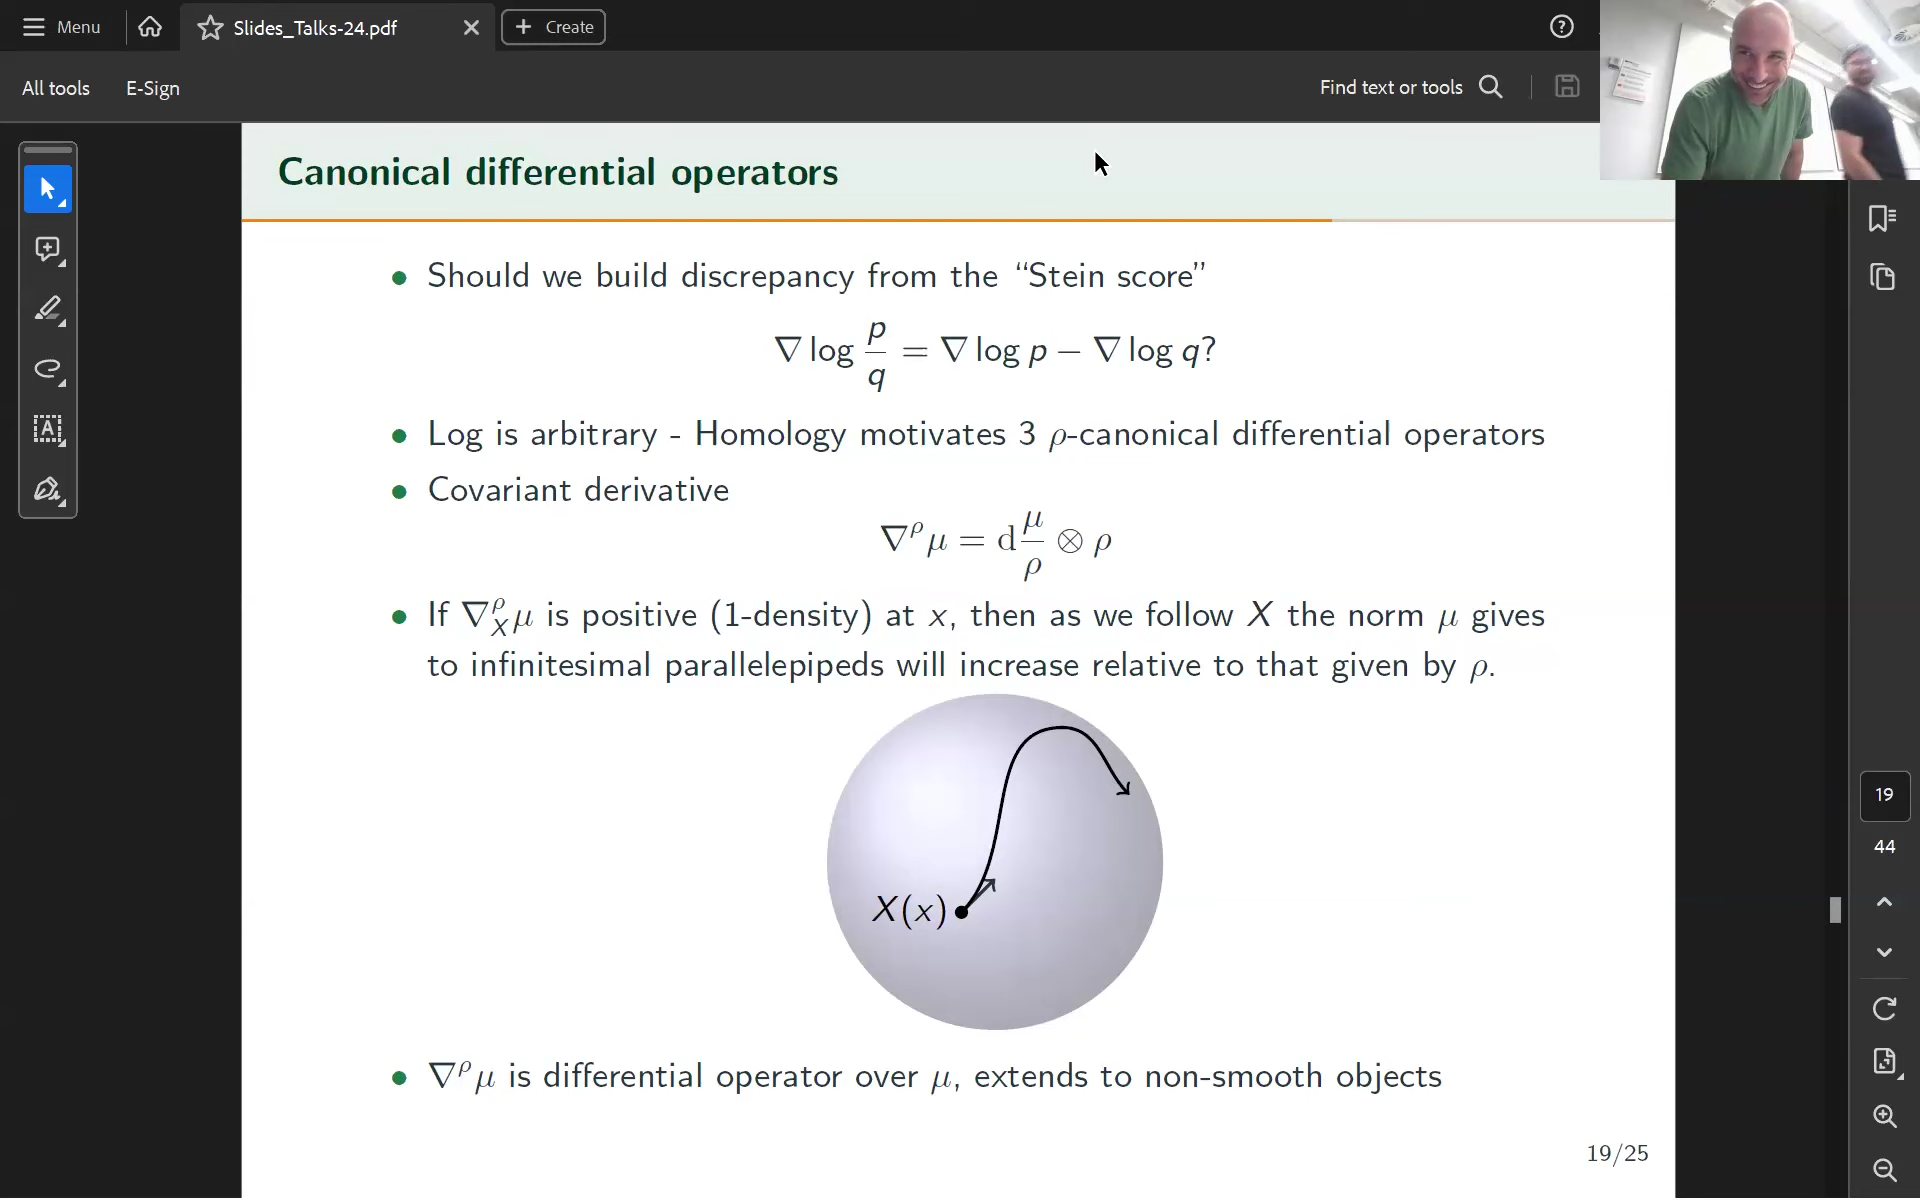 Menu
Slides_Talks-24.pdf
Create
All tools
E-Sign
Find text or tools
Canonical differential operators
Should we build discrepancy from the “Stein score”
∇ log p/q = ∇ log p − ∇ log q?
Log is arbitrary - Homology motivates 3 ρ-canonical differential operators
Covariant derivative
∇^ρ μ = d μ/ρ ⊗ ρ
If ∇^ρ_X μ is positive (1-density) at x, then as we follow X the norm μ gives
to infinitesimal parallelepipeds will increase relative to that given by ρ.
X(x)
∇^ρ μ is differential operator over μ, extends to non-smooth objects
19/25
19
44